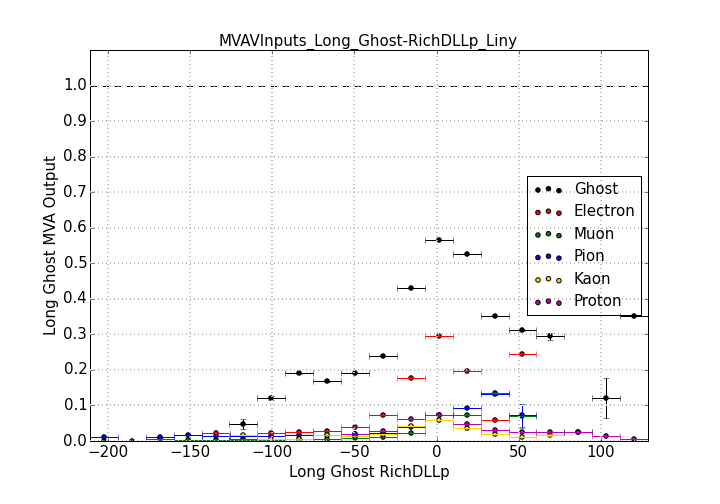 MVAVInputs_Long_Ghost-RichDLLp_Liny
1.0
0.9
0.8
0.7
0.6
0.5
0.4
0.3
0.2
0.1
0.0
Long Ghost MVA Output
Ghost
Electron
Muon
Pion
Kaon
Proton
−200 −150 −100 −50 0 50 100
Long Ghost RichDLLp